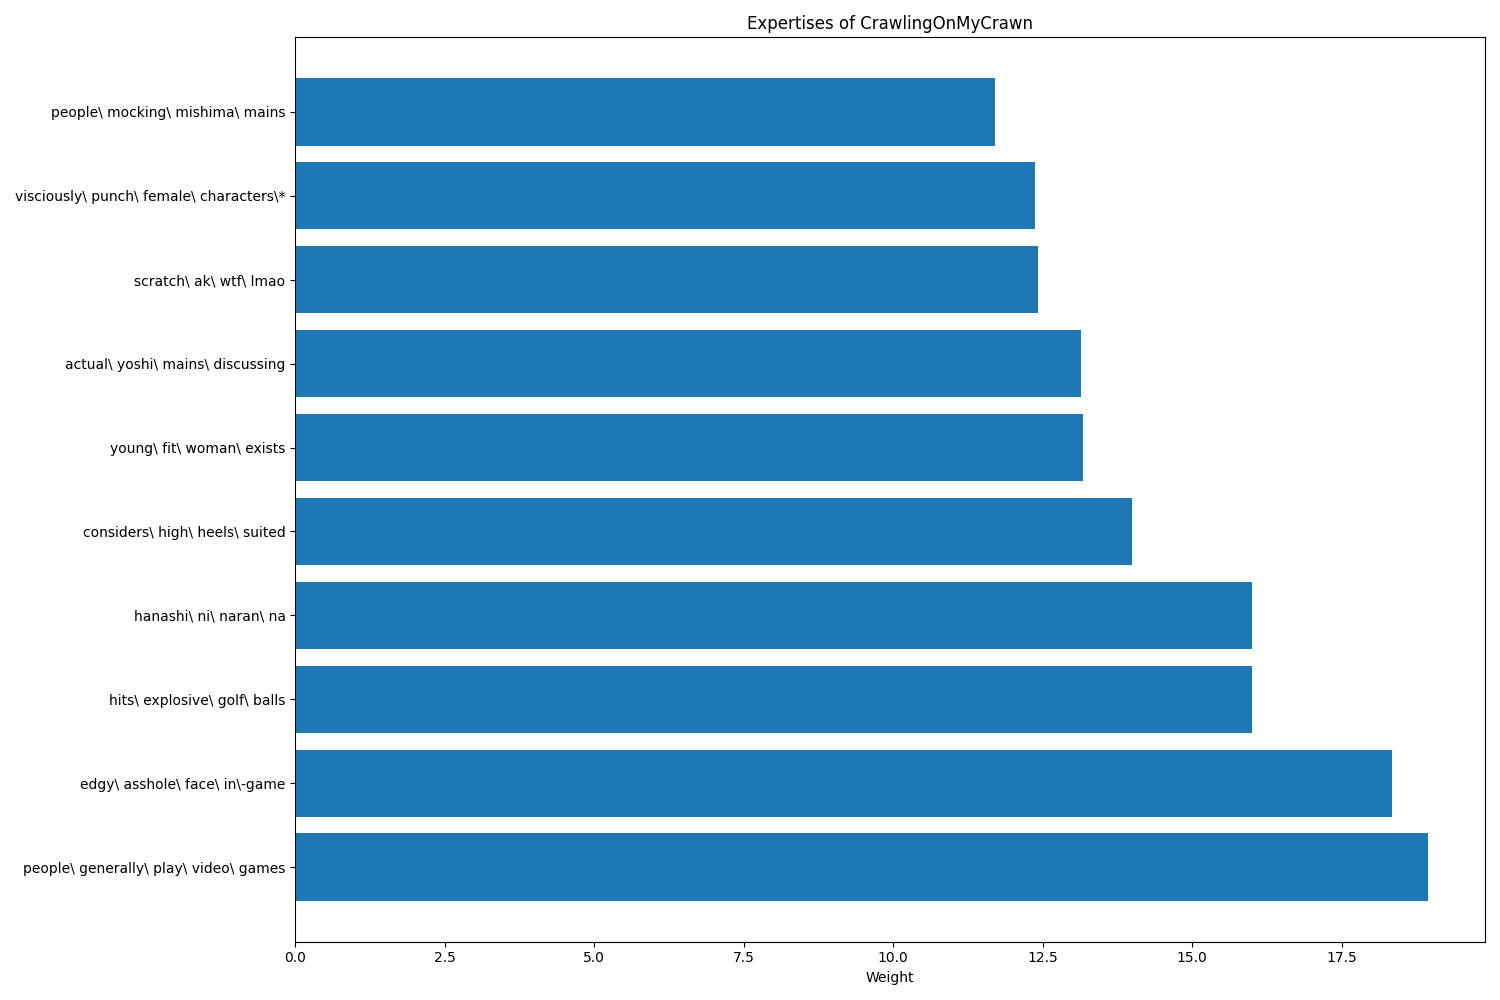 Expertises of CrawlingOnMyCrawn
people\ mocking\ mishima\ mains
visciously\ punch\ female\ characters\*
scratch\ ak\ wtf\ lmao
actual\ yoshi\ mains\ discussing
young\ fit\ woman\ exists
considers\ high\ heels\ suited
hanashi\ ni\ naran\ na
hits\ explosive\ golf\ balls
edgy\ asshole\ face\ in\-game
people\ generally\ play\ video\ games
0.0 2.5 5.0 7.5 10.0 12.5 15.0 17.5
Weight